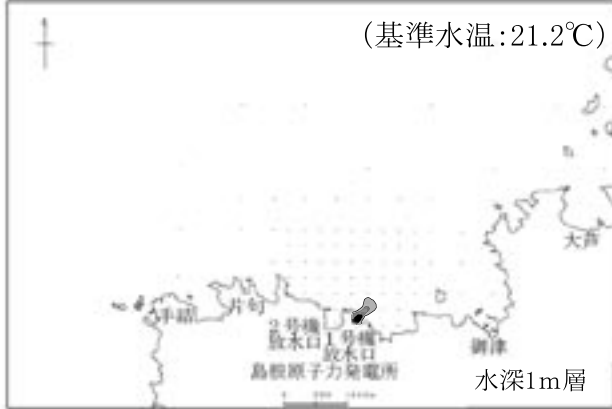 (基準水温:21.2℃)
大芦
手結
片句
2号機
放水口
1号機
放水口
御津
島根原子力発電所
水深1m層